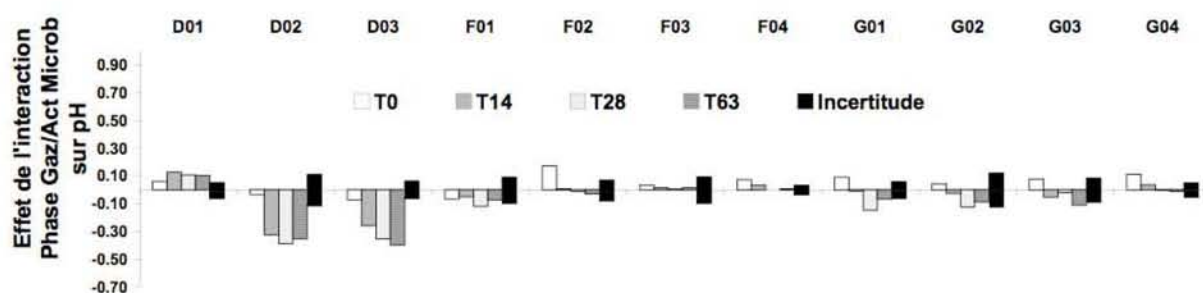 D01 D02 D03 F01 F02 F03 F04 G01 G02 G03 G04
Effet de l'interaction
Phase Gaz/Act Microb
sur pH
0.90
0.70
0.50
0.30
0.10
-0.10
-0.30
-0.50
-0.70
T0 T14 T28 T63 Incertitude